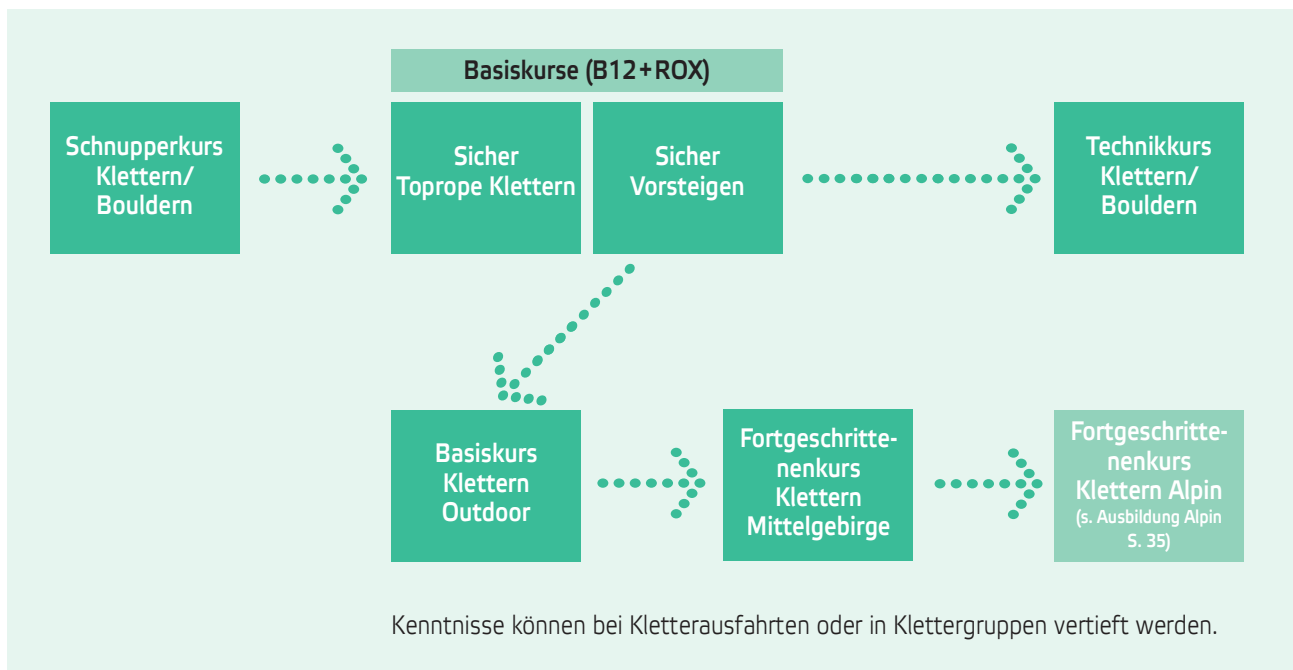 Basiskurse (B12+ROX)
Schnupperkurs
Klettern/
Bouldern
Sicher
Toprope Klettern
Sicher
Vorsteigen
Technikkurs
Klettern/
Bouldern
Basiskurs
Klettern
Outdoor
Fortgeschritte-
nenkurs
Klettern
Mittelgebirge
Fortgeschritte-
nenkurs
Klettern Alpin
(s. Ausbildung Alpin
S. 35)
Kenntnisse können bei Kletterausfahrten oder in Klettergruppen vertieft werden.